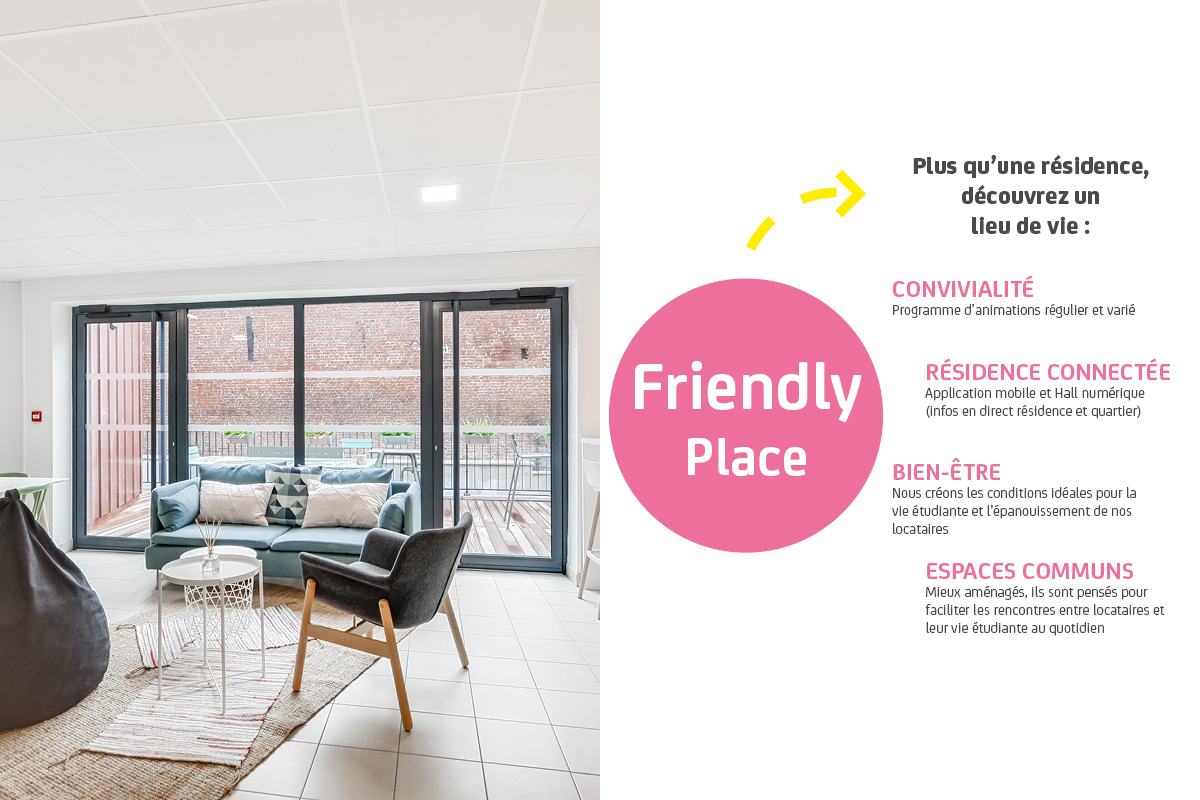 Plus qu’une résidence,
découvrez un
lieu de vie :
Friendly
Place
CONVIVIALITÉ
Programme d’animations régulier et varié
RÉSIDENCE CONNECTÉE
Application mobile et Hall numérique
(Infos en direct résidence et quartier)
BIEN-ÊTRE
Nous créons les conditions idéales pour la
vie étudiante et l’épanouissement de nos
locataires
ESPACES COMMUNS
Mieux aménagés, ils sont pensés pour
faciliter les rencontres entre locataires et
leur vie étudiante au quotidien